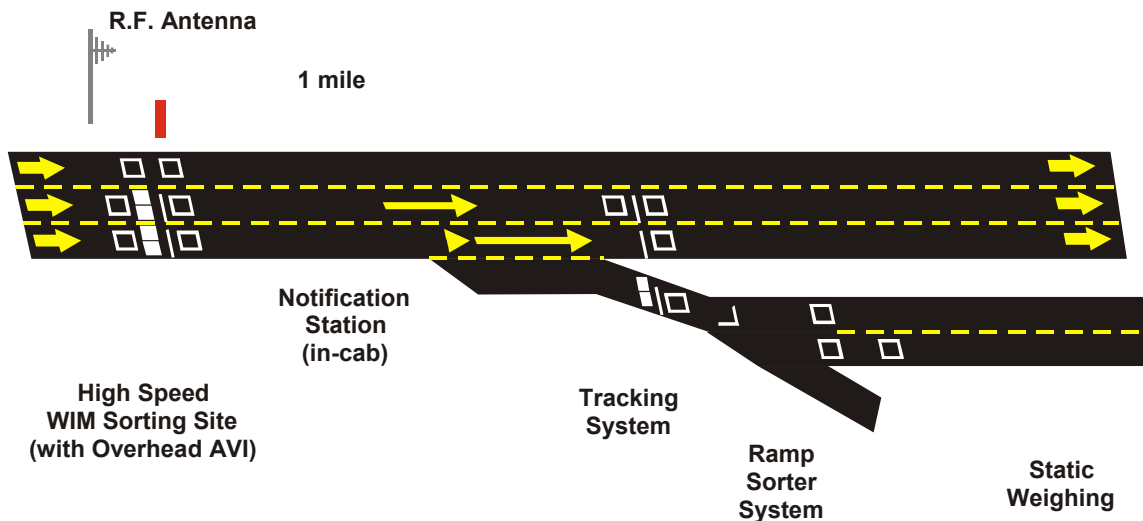 R.F. Antenna
1 mile
Notification
Station
(in-cab)
High Speed
WIM Sorting Site
(with Overhead AVI)
Tracking
System
Ramp
Sorter
System
Static
Weighing